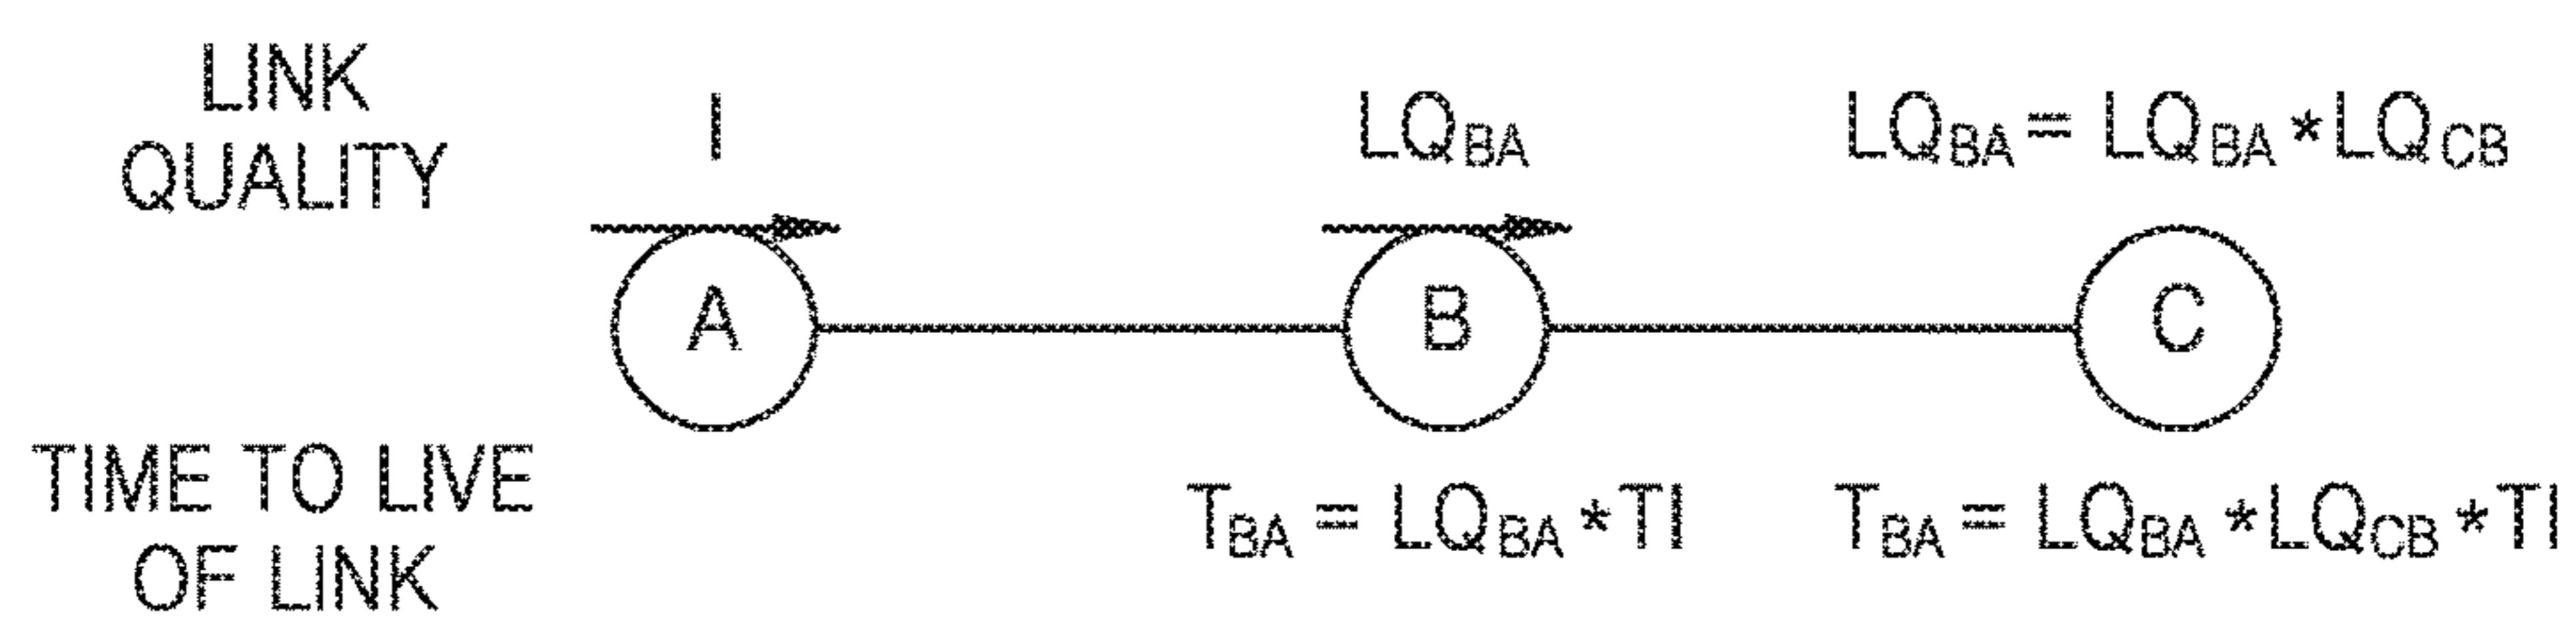 LINK
QUALITY
I
LQBA
LQBA = LQBA * LQCB
A
B
C
TIME TO LIVE
OF LINK
TBA = LQBA * TI
TBA = LQBA * LQCB * TI